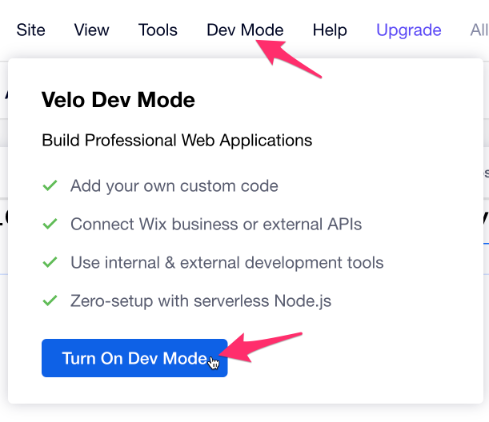 Site View Tools Dev Mode Help Upgrade All
Velo Dev Mode
Build Professional Web Applications
Add your own custom code
Connect Wix business or external APIs
Use internal & external development tools
Zero-setup with serverless Node.js
Turn On Dev Mode